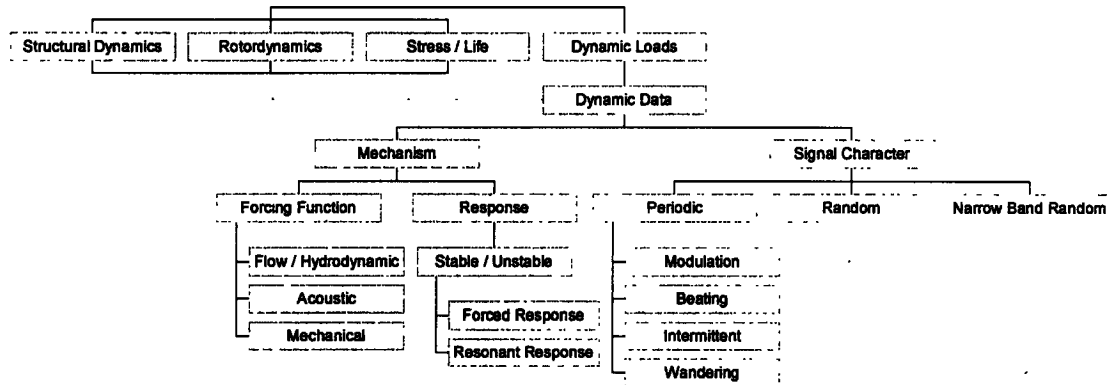 Structural Dynamics
Rotordynamics
Stress / Life
Dynamic Loads
Dynamic Data
Mechanism
Signal Character
Forcing Function
Response
Periodic
Random
Narrow Band Random
Flow / Hydrodynamic
Stable / Unstable
Modulation
Acoustic
Forced Response
Beating
Mechanical
Resonant Response
Intermittent
Wandering